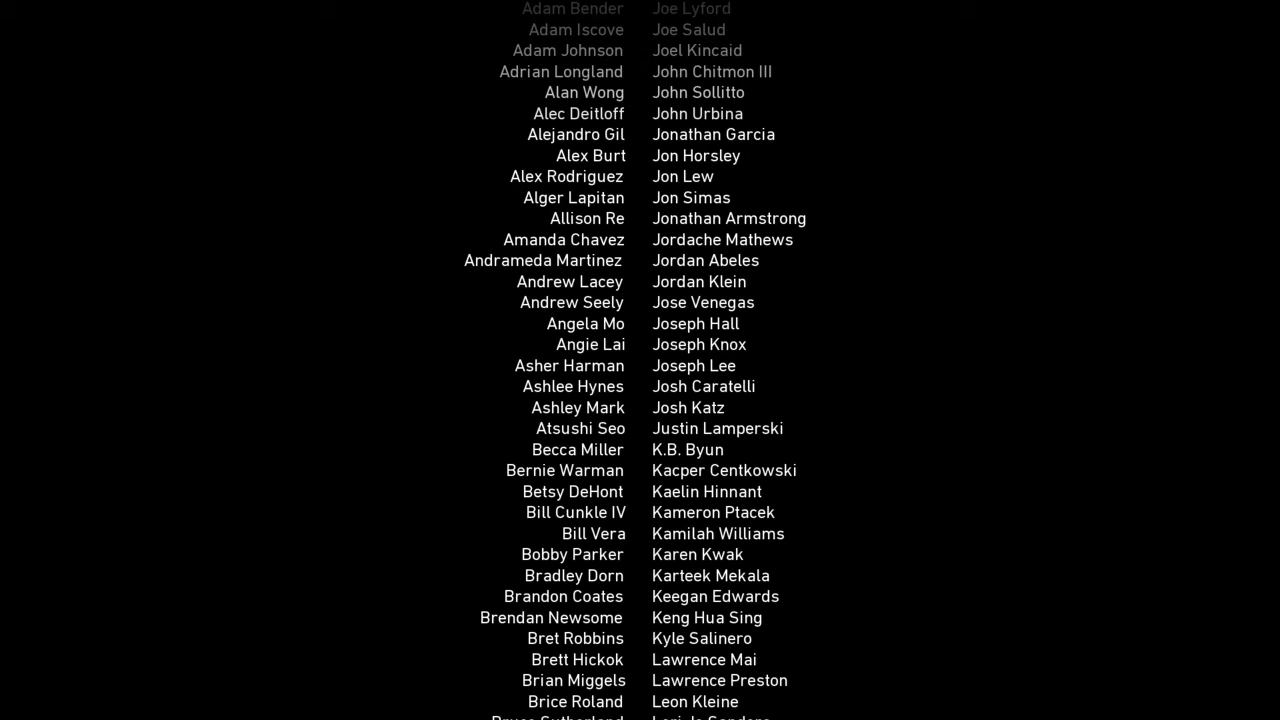 Adam Bender Joe Lyford
Adam Iscove Joe Salud
Adam Johnson Joel Kincaid
Adrian Longland John Chitmon III
Alan Wong John Sollitto
Alec Deitloff John Urbina
Alejandro Gil Jonathan Garcia
Alex Burt Jon Horsley
Alex Rodriguez Jon Lew
Alger Lapitan Jon Simas
Allison Re Jonathan Armstrong
Amanda Chavez Jordache Mathews
Andrameda Martinez Jordan Abeles
Andrew Lacey Jordan Klein
Andrew Seely Jose Venegas
Angela Mo Joseph Hall
Angie Lai Joseph Knox
Asher Harman Joseph Lee
Ashlee Hynes Josh Caratelli
Ashley Mark Josh Katz
Atsushi Seo Justin Lamperski
Becca Miller K.B. Byun
Bernie Warman Kacper Centkowski
Betsy DeHont Kaelin Hinnant
Bill Cunkle IV Kameron Ptacek
Bill Vera Kamilah Williams
Bobby Parker Karen Kwak
Bradley Dorn Karteek Mekala
Brandon Coates Keegan Edwards
Brendan Newsome Keng Hua Sing
Bret Robbins Kyle Salinero
Brett Hickok Lawrence Mai
Brian Miggels Lawrence Preston
Brice Roland Leon Kleine